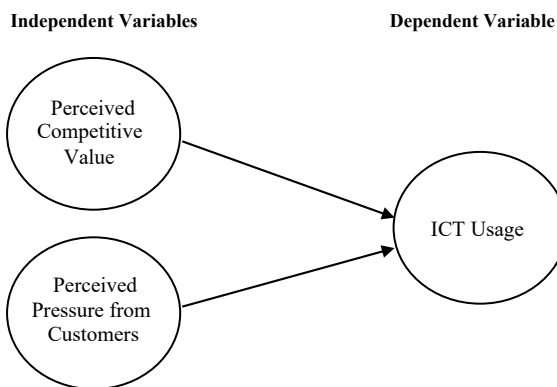 Independent Variables
Dependent Variable
Perceived
Competitive
Value
ICT Usage
Perceived
Pressure from
Customers